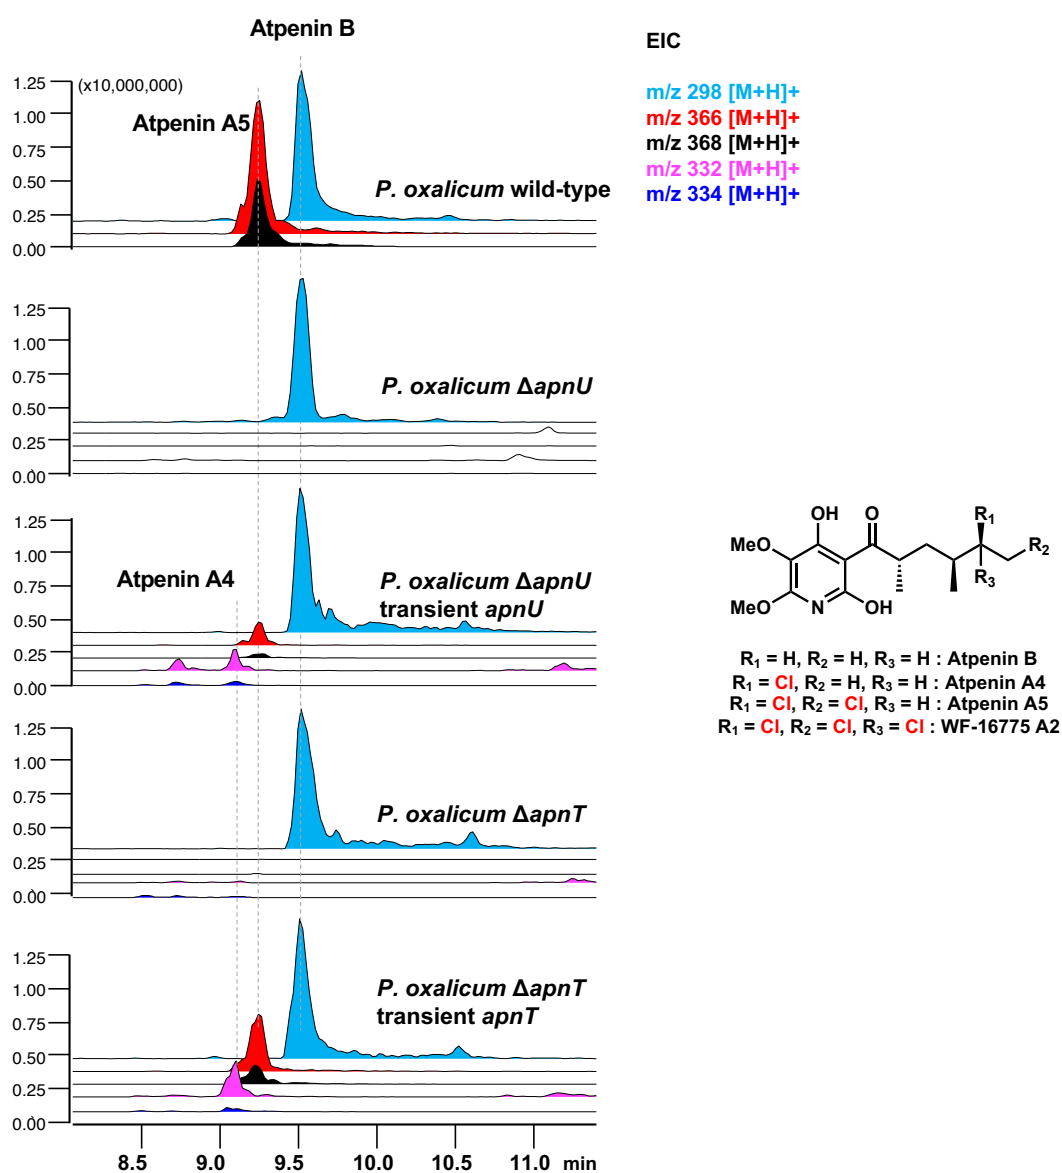 Atpenin B
EIC
m/z 298 [M+H]+
m/z 366 [M+H]+
m/z 368 [M+H]+
m/z 332 [M+H]+
m/z 334 [M+H]+
(x10,000,000)
Atpenin A5
P. oxalicum wild-type
1.25
1.00
0.75
0.50
0.25
0.00
P. oxalicum ΔapnU
1.25
1.00
0.75
0.50
0.25
0.00
Atpenin A4
P. oxalicum ΔapnU
transient apnU
1.25
1.00
0.75
0.50
0.25
0.00
P. oxalicum ΔapnT
1.25
1.00
0.75
0.50
0.25
0.00
P. oxalicum ΔapnT
transient apnT
1.25
1.00
0.75
0.50
0.25
0.00
8.5 9.0 9.5 10.0 10.5 11.0 min
OH O R1
MeO R2
R3
MeO N OH
R1 = H, R2 = H, R3 = H : Atpenin B
R1 = Cl, R2 = H, R3 = H : Atpenin A4
R1 = Cl, R2 = Cl, R3 = H : Atpenin A5
R1 = Cl, R2 = Cl, R3 = Cl : WF-16775 A2